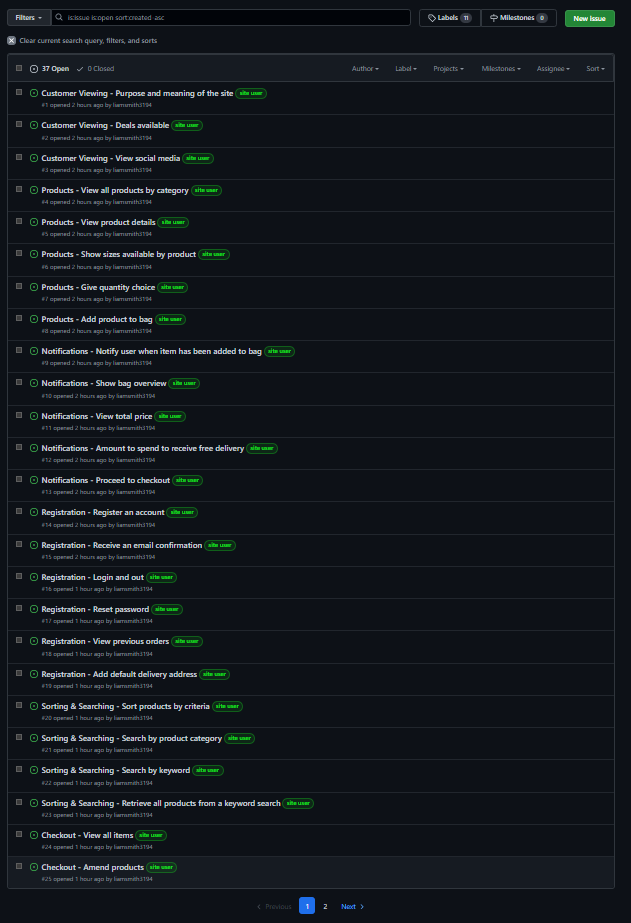 Filters
is:issue is:open sort:created-asc
Labels 11
Milestones 0
New issue
Clear current search query, filters, and sorts
37 Open 0 Closed
Author Label Projects Milestones Assignee Sort
Customer Viewing - Purpose and meaning of the site site user
#1 opened 2 hours ago by liamsmith3194
Customer Viewing - Deals available site user
#2 opened 2 hours ago by liamsmith3194
Customer Viewing - View social media site user
#3 opened 2 hours ago by liamsmith3194
Products - View all products by category site user
#4 opened 2 hours ago by liamsmith3194
Products - View product details site user
#5 opened 2 hours ago by liamsmith3194
Products - Show sizes available by product site user
#6 opened 2 hours ago by liamsmith3194
Products - Give quantity choice site user
#7 opened 2 hours ago by liamsmith3194
Products - Add product to bag site user
#8 opened 2 hours ago by liamsmith3194
Notifications - Notify user when item has been added to bag site user
#9 opened 2 hours ago by liamsmith3194
Notifications - Show bag overview site user
#10 opened 2 hours ago by liamsmith3194
Notifications - View total price site user
#11 opened 2 hours ago by liamsmith3194
Notifications - Amount to spend to receive free delivery site user
#12 opened 2 hours ago by liamsmith3194
Notifications - Proceed to checkout site user
#13 opened 2 hours ago by liamsmith3194
Registration - Register an account site user
#14 opened 2 hours ago by liamsmith3194
Registration - Receive an email confirmation site user
#15 opened 2 hours ago by liamsmith3194
Registration - Login and out site user
#16 opened 1 hour ago by liamsmith3194
Registration - Reset password site user
#17 opened 1 hour ago by liamsmith3194
Registration - View previous orders site user
#18 opened 1 hour ago by liamsmith3194
Registration - Add default delivery address site user
#19 opened 1 hour ago by liamsmith3194
Sorting & Searching - Sort products by criteria site user
#20 opened 1 hour ago by liamsmith3194
Sorting & Searching - Search by product category site user
#21 opened 1 hour ago by liamsmith3194
Sorting & Searching - Search by keyword site user
#22 opened 1 hour ago by liamsmith3194
Sorting & Searching - Retrieve all products from a keyword search site user
#23 opened 1 hour ago by liamsmith3194
Checkout - View all items site user
#24 opened 1 hour ago by liamsmith3194
Checkout - Amend products site user
#25 opened 1 hour ago by liamsmith3194
Previous 1 2 Next